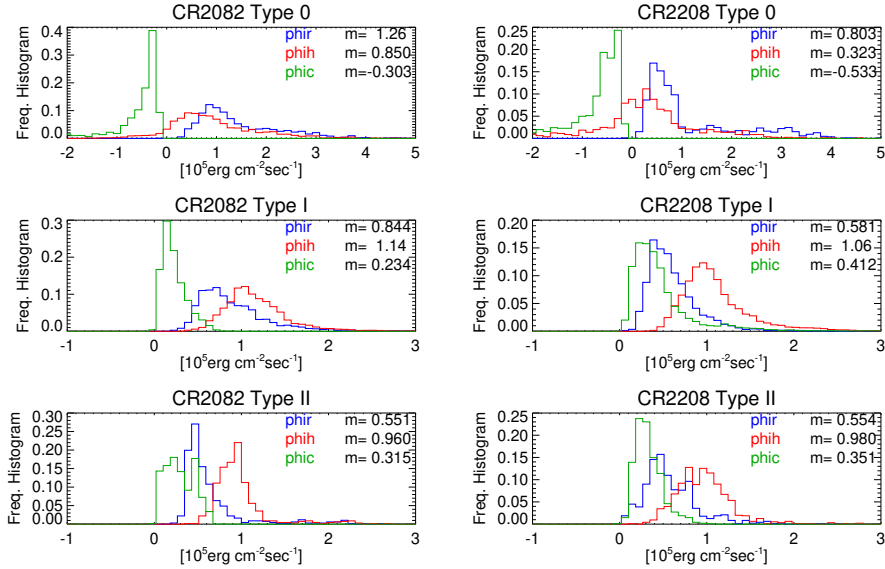 CR2082 Type 0
0.4
0.3
0.2
0.1
0.0
Freq. Histogram
phir m= 1.26
phih m= 0.850
phic m=-0.303
-2 -1 0 1 2 3 4 5
[10⁵erg cm⁻²sec⁻¹]
CR2208 Type 0
0.25
0.20
0.15
0.10
0.05
0.00
Freq. Histogram
phir m= 0.803
phih m= 0.323
phic m=-0.533
-2 -1 0 1 2 3 4 5
[10⁵erg cm⁻²sec⁻¹]
CR2082 Type I
0.3
0.2
0.1
0.0
Freq. Histogram
phir m= 0.844
phih m= 1.14
phic m= 0.234
-1 0 1 2 3
[10⁵erg cm⁻²sec⁻¹]
CR2208 Type I
0.20
0.15
0.10
0.05
0.00
Freq. Histogram
phir m= 0.581
phih m= 1.06
phic m= 0.412
-1 0 1 2 3
[10⁵erg cm⁻²sec⁻¹]
CR2082 Type II
0.30
0.25
0.20
0.15
0.10
0.05
0.00
Freq. Histogram
phir m= 0.551
phih m= 0.960
phic m= 0.315
-1 0 1 2 3
[10⁵erg cm⁻²sec⁻¹]
CR2208 Type II
0.25
0.20
0.15
0.10
0.05
0.00
Freq. Histogram
phir m= 0.554
phih m= 0.980
phic m= 0.351
-1 0 1 2 3
[10⁵erg cm⁻²sec⁻¹]